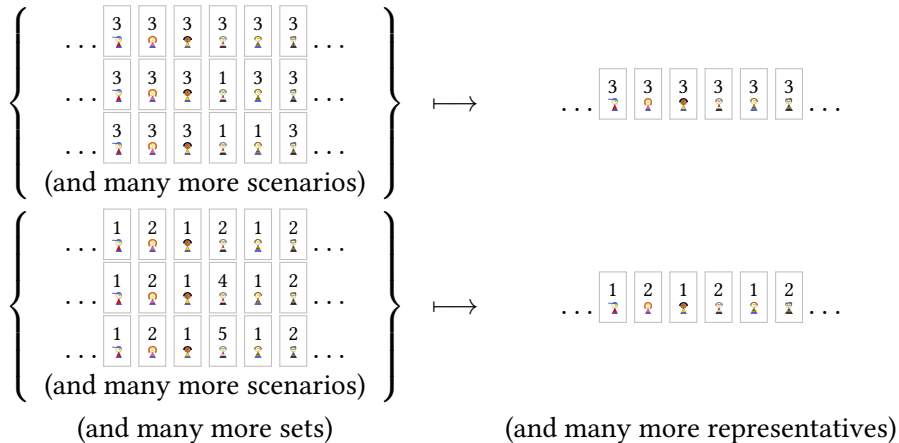 ... 3 3 3 3 3 3 ...
... 3 3 3 1 3 3 ...
... 3 3 3 1 1 3 ...
(and many more scenarios)
⟼
... 3 3 3 3 3 3 ...
... 1 2 1 2 1 2 ...
... 1 2 1 4 1 2 ...
... 1 2 1 5 1 2 ...
(and many more scenarios)
⟼
... 1 2 1 2 1 2 ...
(and many more sets)
(and many more representatives)